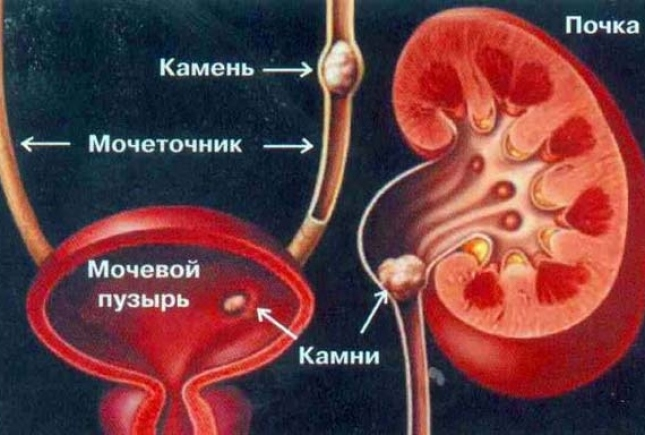 Почка
Камень
Мочеточник
Мочевой
пузырь
Камни